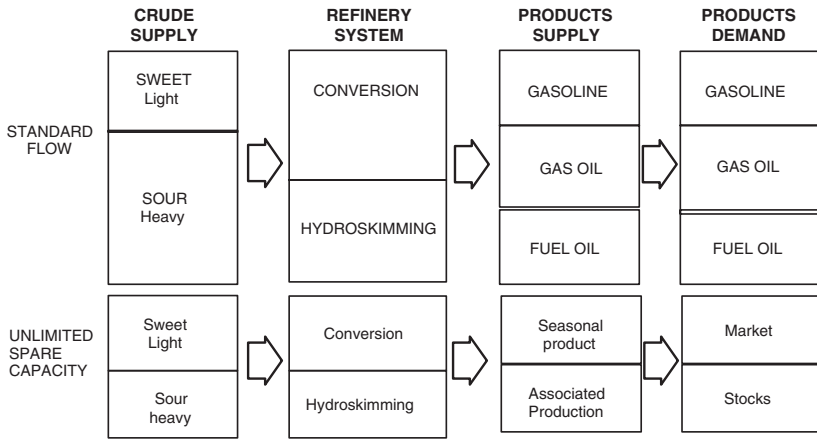 CRUDE
SUPPLY
REFINERY
SYSTEM
PRODUCTS
SUPPLY
PRODUCTS
DEMAND
STANDARD
FLOW
SWEET
Light
SOUR
Heavy
CONVERSION
HYDROSKIMMING
GASOLINE
GAS OIL
FUEL OIL
GASOLINE
GAS OIL
FUEL OIL
UNLIMITED
SPARE
CAPACITY
Sweet
Light
Sour
heavy
Conversion
Hydroskimming
Seasonal
product
Associated
Production
Market
Stocks